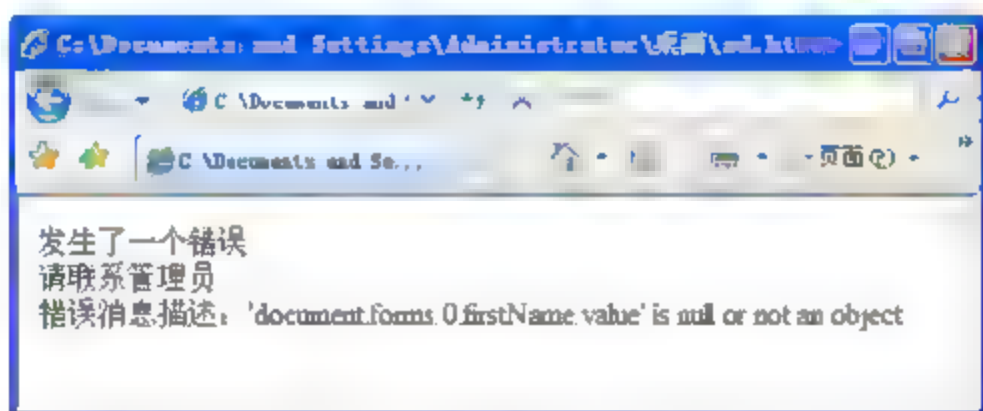 C:\Documents and Settings\Administrator\桌面\
C:\Documents and
C:\Documents and Se...
页面(P)
发生了一个错误
请联系管理员
错误消息描述：'document.forms.0.firstName.value' is null or not an object